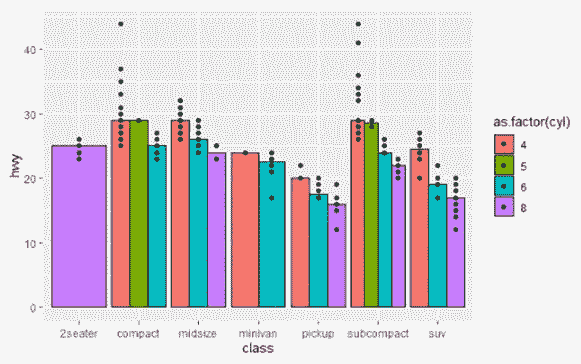 40
30
20
10
0
hwy
2seater compact midsize minivan pickup subcompact suv
class
as.factor(cyl)
4
5
6
8